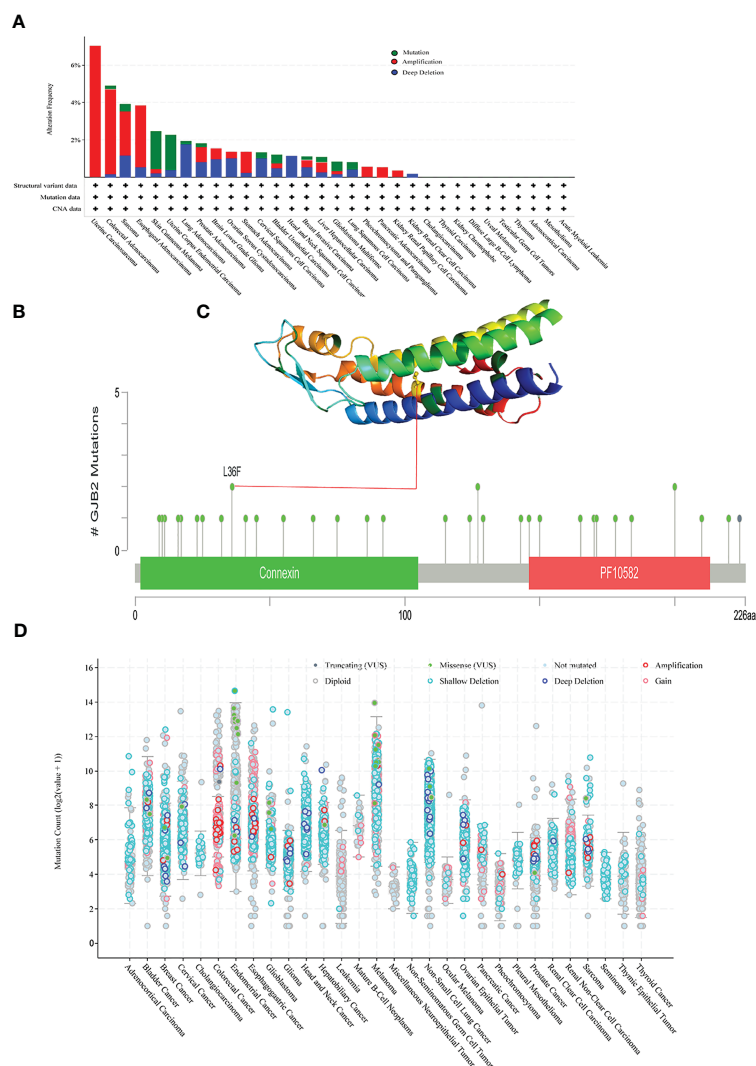 A
Alteration Frequency
6%
4%
2%
Mutation
Amplification
Deep Deletion
Structural variant data
Mutation data
CNA data
Uterine Carcinosarcoma
Colorectal Adenocarcinoma
Sarcoma
Esophageal Adenocarcinoma
Skin Cutaneous Melanoma
Uterine Corpus Endometrial Carcinoma
Lung Adenocarcinoma
Prostate Adenocarcinoma
Brain Lower Grade Glioma
Ovarian Serous Cystadenocarcinoma
Stomach Adenocarcinoma
Cervical Squamous Cell Carcinoma
Bladder Urothelial Carcinoma
Head and Neck Squamous Cell Carcinoma
Breast Invasive Carcinoma
Liver Hepatocellular Carcinoma
Glioblastoma Multiforme
Lung Squamous Cell Carcinoma
Pheochromocytoma and Paraganglioma
Pancreatic Adenocarcinoma
Kidney Renal Papillary Cell Carcinoma
Kidney Renal Clear Cell Carcinoma
Cholangiocarcinoma
Thyroid Carcinoma
Kidney Chromophobe
Diffuse Large B-Cell Lymphoma
Uveal Melanoma
Testicular Germ Cell Tumors
Thymoma
Adrenocortical Carcinoma
Mesothelioma
Acute Myeloid Leukemia
B
C
# GJB2 Mutations
5
0
L36F
Connexin
PF10582
0
100
226aa
D
Truncating (VUS)
Missense (VUS)
Not mutated
Amplification
Diploid
Shallow Deletion
Deep Deletion
Gain
Mutation Count (log2(value + 1))
16
14
12
10
8
6
4
2
0
Adrenocortical Carcinoma
Bladder Cancer
Breast Cancer
Cervical Cancer
Cholangiocarcinoma
Colorectal Cancer
Endometrial Cancer
Esophagogastric Cancer
Glioblastoma
Glioma
Head and Neck Cancer
Hepatobiliary Cancer
Leukemia
Mature B-Cell Neoplasms
Melanoma
Miscellaneous Neuroepithelial Tumor
Non-Seminomatous Germ Cell Tumor
Non-Small Cell Lung Cancer
Ocular Melanoma
Ovarian Epithelial Tumor
Pancreatic Cancer
Pheochromocytoma
Pleural Mesothelioma
Prostate Cancer
Renal Clear Cell Carcinoma
Renal Non-Clear Cell Carcinoma
Sarcoma
Seminoma
Thymic Epithelial Tumor
Thyroid Cancer